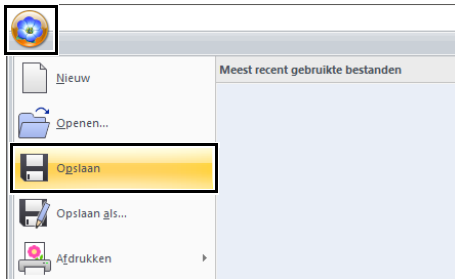 Meest recent gebruikte bestanden
Nieuw
Openen...
Opslaan
Opslaan als...
Afdrukken